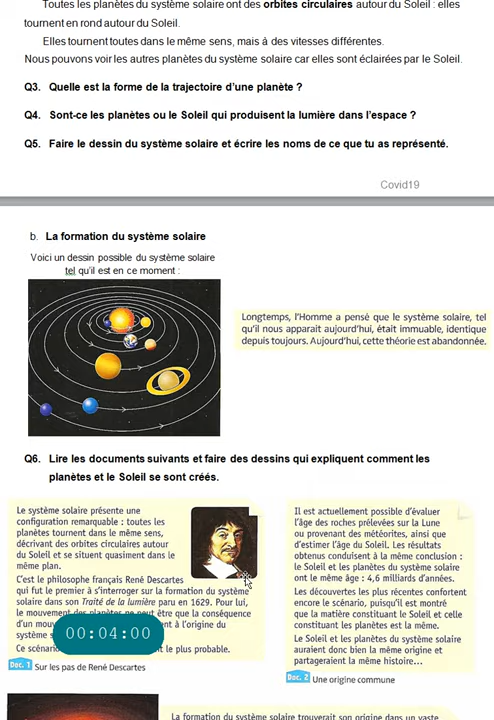 Toutes les planètes du système solaire ont des orbites circulaires autour du Soleil : elles
tournent en rond autour du Soleil.
Elles tournent toutes dans le même sens, mais à des vitesses différentes.
Nous pouvons voir les autres planètes du système solaire car elles sont éclairées par le Soleil.
Q3. Quelle est la forme de la trajectoire d'une planète ?
Q4. Sont-ce les planètes ou le Soleil qui produisent la lumière dans l'espace ?
Q5. Faire le dessin du système solaire et écrire les noms de ce que tu as représenté.
Covid19
b. La formation du système solaire
Voici un dessin possible du système solaire
tel qu'il est en ce moment :
Longtemps, l'Homme a pensé que le système solaire, tel
qu'il nous apparait aujourd'hui, était immuable, identique
depuis toujours. Aujourd'hui, cette théorie est abandonnée.
Q6. Lire les documents suivants et faire des dessins qui expliquent comment les
planètes et le Soleil se sont créés.
Le système solaire présente une
configuration remarquable : toutes les
planètes tournent dans le même sens,
décrivant des orbites circulaires autour
du Soleil et se situent quasiment dans le
même plan.
C'est le philosophe français René Descartes
qui fut le premier à s'interroger sur la formation du système
solaire dans son Traité de la lumière paru en 1629. Pour lui,
le mouvement des planètes ne peut être que la conséquence
d'un mou à l'origine du
système s
Ce scénario t le plus probable.
00:04:00
Doc. 1 Sur les pas de René Descartes
Il est actuellement possible d'évaluer
l'âge des roches prélevées sur la Lune
ou provenant des météorites, ainsi que
d'estimer l'âge du Soleil. Les résultats
obtenus conduisent à la même conclusion :
le Soleil et les planètes du système solaire
ont le même âge : 4,6 milliards d'années.
Les découvertes les plus récentes confortent
encore le scénario, puisqu'il est montré
que la matière constituant le Soleil et celle
constituant les planètes est la même.
Le Soleil et les planètes du système solaire
auraient donc bien la même origine et
partageraient la même histoire...
Doc. 2 Une origine commune
La formation du système solaire trouverait son origine dans un vaste